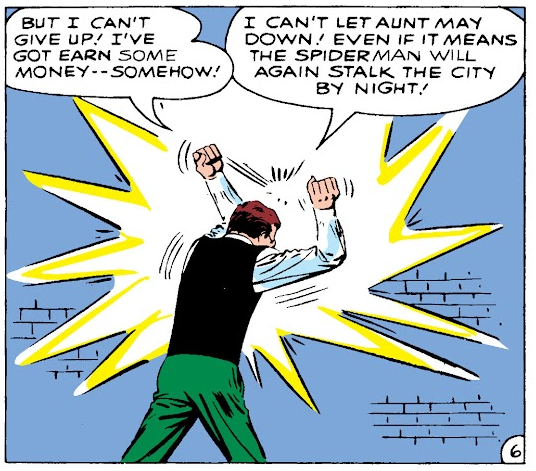 BUT I CAN'T
GIVE UP! I'VE
GOT EARN SOME
MONEY--SOMEHOW!
I CAN'T LET AUNT MAY
DOWN! EVEN IF IT MEANS
THE SPIDERMAN WILL
AGAIN STALK THE CITY
BY NIGHT!
6